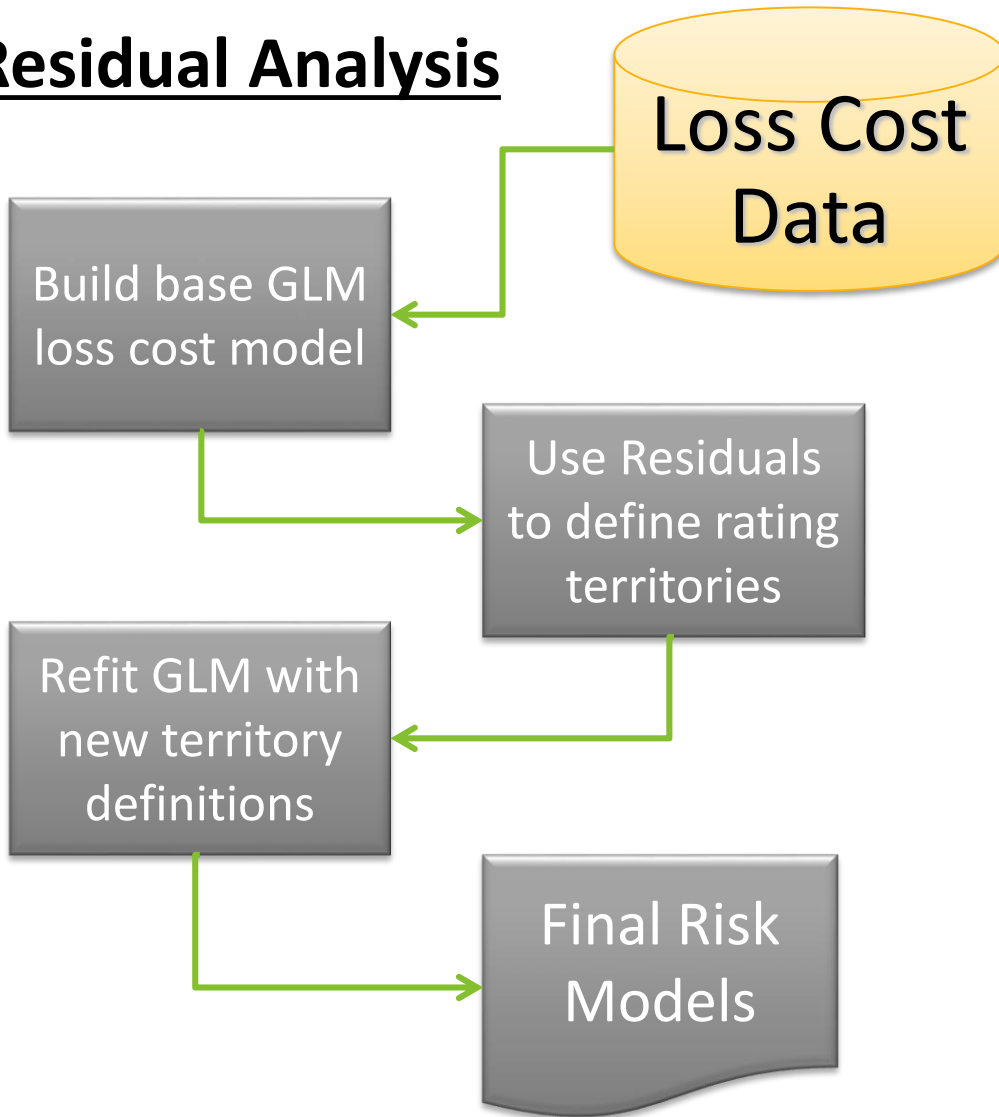 Residual Analysis
Loss Cost
Data
Build base GLM
loss cost model
Use Residuals
to define rating
territories
Refit GLM with
new territory
definitions
Final Risk
Models